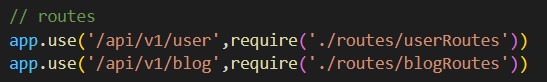 // routes
app.use('/api/v1/user',require('./routes/userRoutes'))
app.use('/api/v1/blog',require('./routes/blogRoutes'))